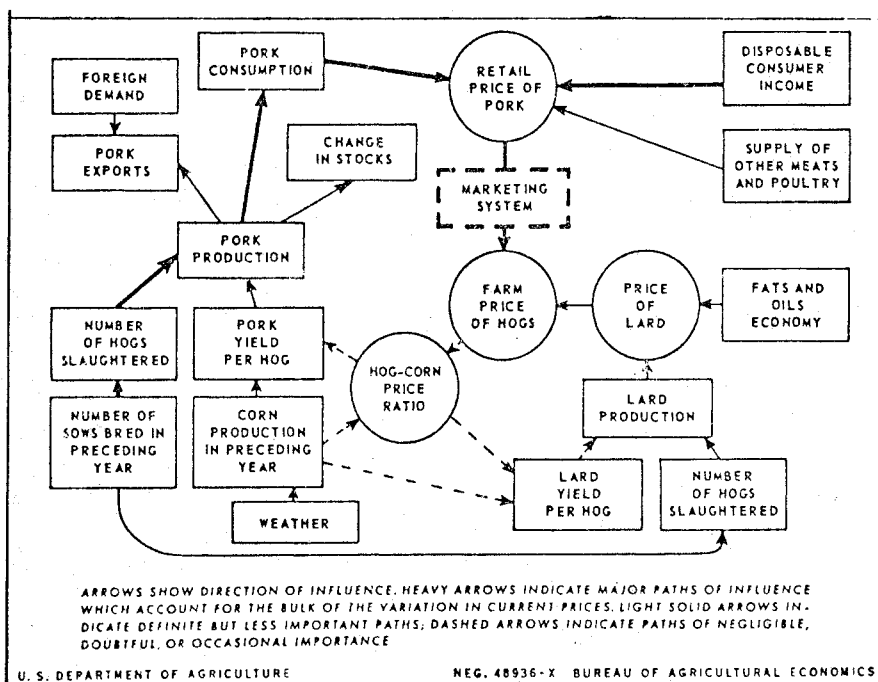 PORK
CONSUMPTION
RETAIL
PRICE OF
PORK
DISPOSABLE
CONSUMER
INCOME
FOREIGN
DEMAND
PORK
EXPORTS
CHANGE
IN STOCKS
SUPPLY OF
OTHER MEATS
AND POULTRY
MARKETING
SYSTEM
PORK
PRODUCTION
FARM
PRICE
OF HOGS
PRICE
OF
LARD
FATS AND
OILS
ECONOMY
NUMBER
OF HOGS
SLAUGHTERED
PORK
YIELD
PER HOG
HOG-CORN
PRICE
RATIO
LARD
PRODUCTION
NUMBER OF
SOWS BRED IN
PRECEDING
YEAR
CORN
PRODUCTION
IN PRECEDING
YEAR
WEATHER
LARD
YIELD
PER HOG
NUMBER
OF HOGS
SLAUGHTERED
ARROWS SHOW DIRECTION OF INFLUENCE. HEAVY ARROWS INDICATE MAJOR PATHS OF INFLUENCE
WHICH ACCOUNT FOR THE BULK OF THE VARIATION IN CURRENT PRICES. LIGHT SOLID ARROWS IN-
DICATE DEFINITE BUT LESS IMPORTANT PATHS; DASHED ARROWS INDICATE PATHS OF NEGLIGIBLE,
DOUBTFUL, OR OCCASIONAL IMPORTANCE
U. S. DEPARTMENT OF AGRICULTURE
NEG. 48936-X BUREAU OF AGRICULTURAL ECONOMICS